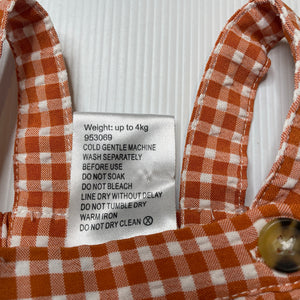 Weight: up to 4kg
953069
COLD GENTLE MACHINE
WASH SEPARATELY
BEFORE USE
DO NOT SOAK
DO NOT BLEACH
LINE DRY WITHOUT DELAY
DO NOT TUMBLE DRY
WARM IRON
DO NOT DRY CLEAN Ⓧ